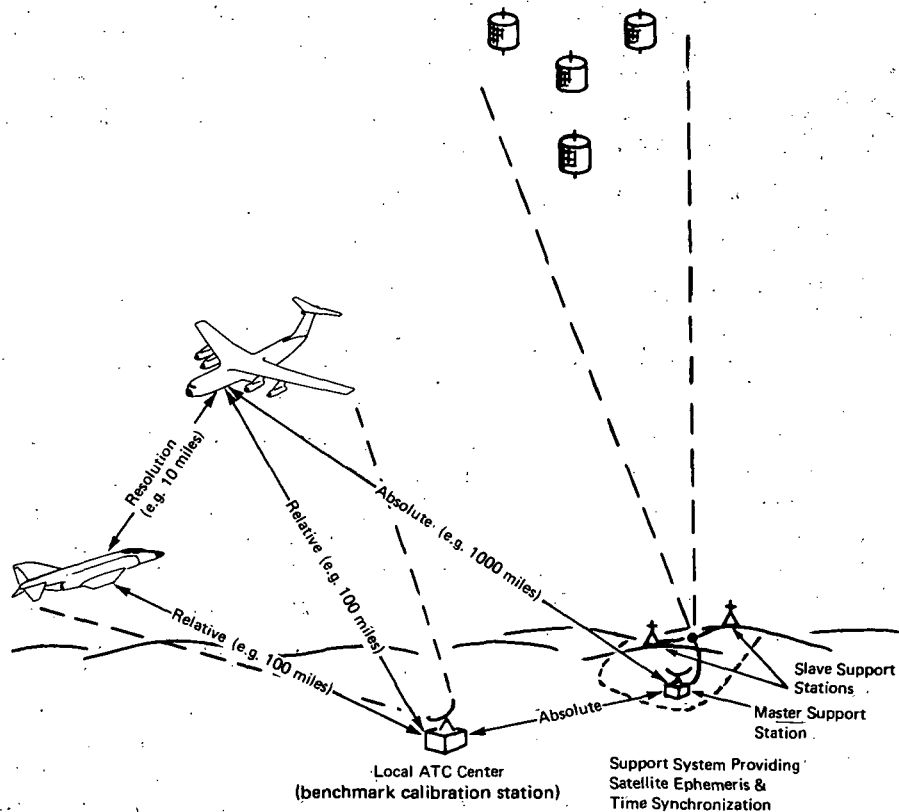 Resolution
(e.g. 10 miles)
Absolute (e.g. 1000 miles)
Relative (e.g. 100 miles)
Relative (e.g. 100 miles)
Absolute
Slave Support
Stations
Master Support
Station
Local ATC Center
(benchmark calibration station)
Support System Providing
Satellite Ephemeris &
Time Synchronization